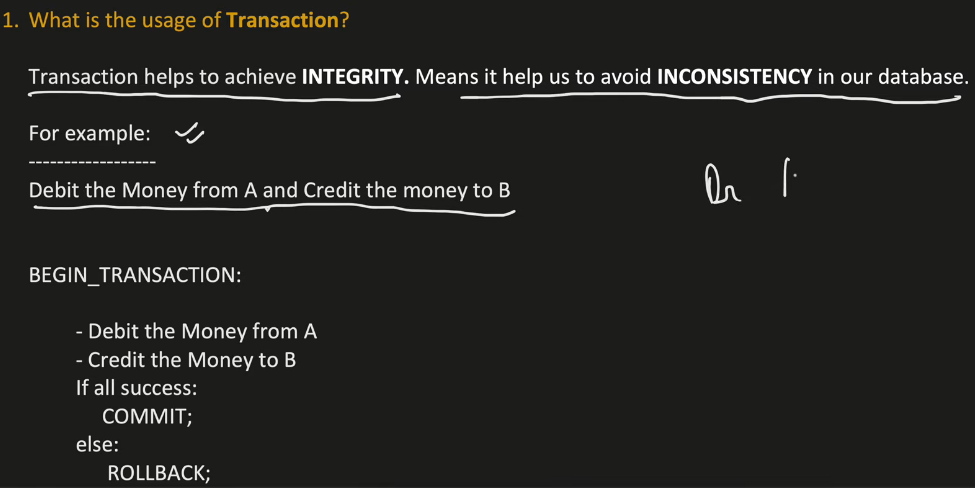 1. What is the usage of Transaction?
Transaction helps to achieve INTEGRITY. Means it help us to avoid INCONSISTENCY in our database.
For example:
------------------
Debit the Money from A and Credit the money to B
BEGIN_TRANSACTION:
- Debit the Money from A
- Credit the Money to B
If all success:
COMMIT;
else:
ROLLBACK;